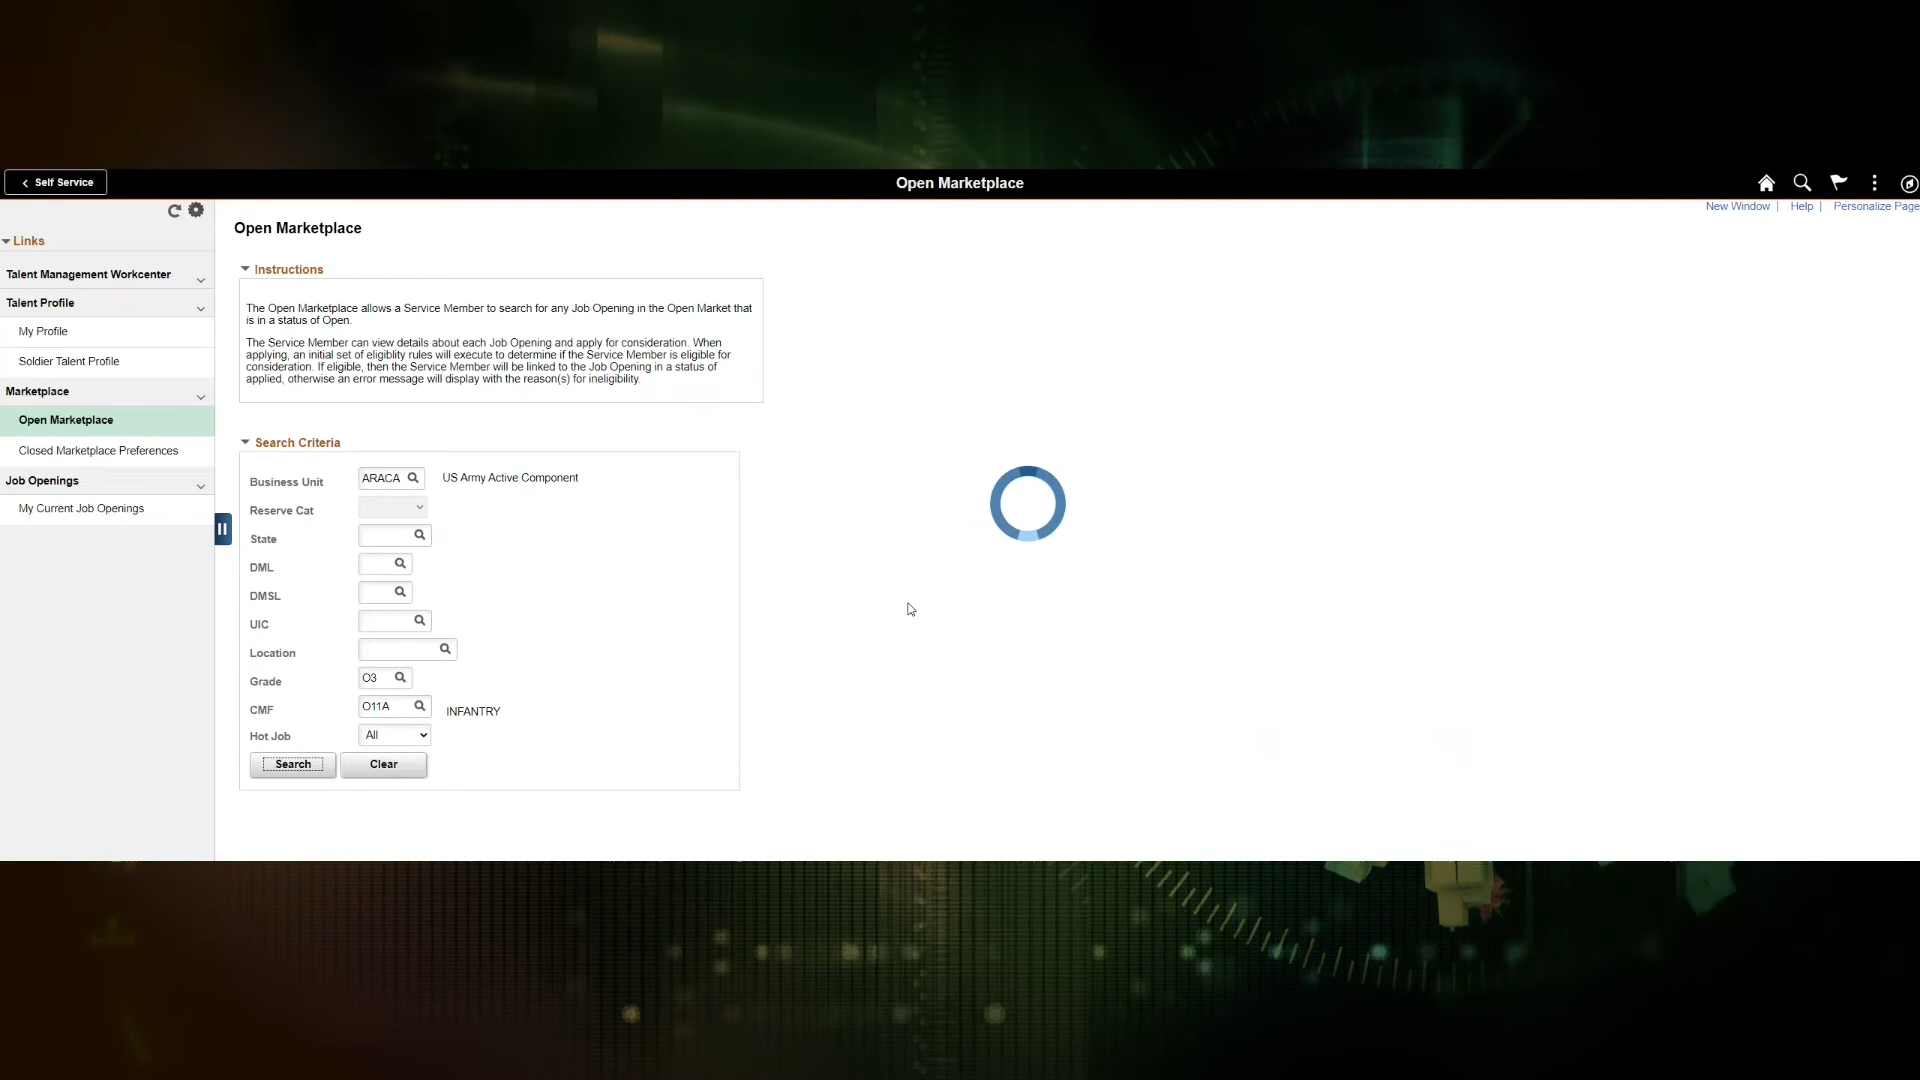 Self Service
Open Marketplace
New Window | Help | Personalize Page
Links
Talent Management Workcenter
Talent Profile
My Profile
Soldier Talent Profile
Marketplace
Open Marketplace
Closed Marketplace Preferences
Job Openings
My Current Job Openings
Open Marketplace
Instructions
The Open Marketplace allows a Service Member to search for any Job Opening in the Open Market that
is in a status of Open.
The Service Member can view details about each Job Opening and apply for consideration. When
applying, an initial set of eligiblity rules will execute to determine if the Service Member is eligible for
consideration. If eligible, then the Service Member will be linked to the Job Opening in a status of
applied, otherwise an error message will display with the reason(s) for ineligibility.
Search Criteria
Business Unit ARACA US Army Active Component
Reserve Cat
State
DML
DMSL
UIC
Location
Grade O3
CMF O11A INFANTRY
Hot Job All
Search Clear